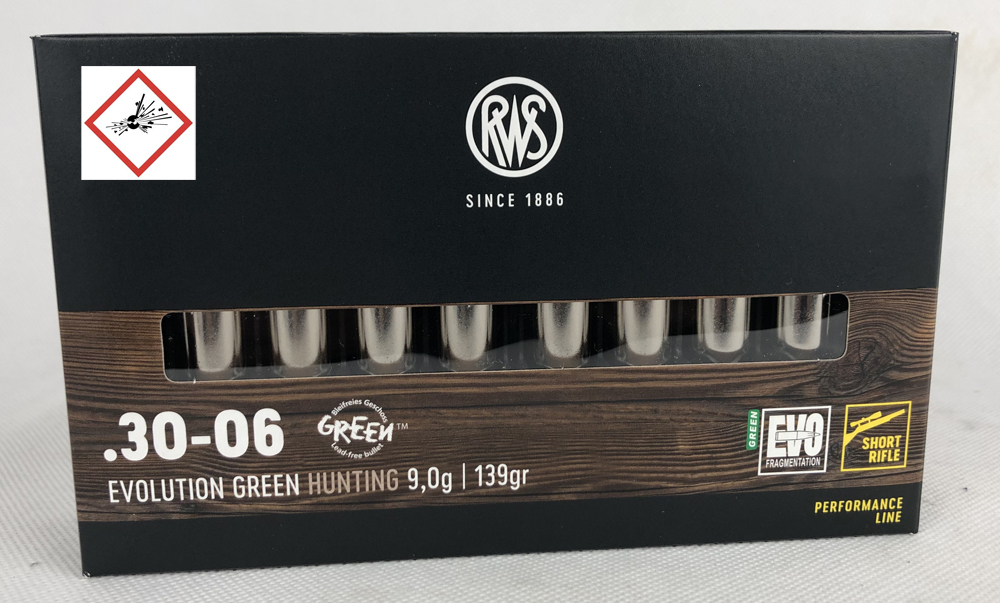 RWS
SINCE 1886
.30-06
Bleifreies Geschoss
GREEN™
Lead-free bullet
EVOLUTION GREEN HUNTING 9,0g | 139gr
GREEN
EVO
FRAGMENTATION
SHORT
RIFLE
PERFORMANCE
LINE